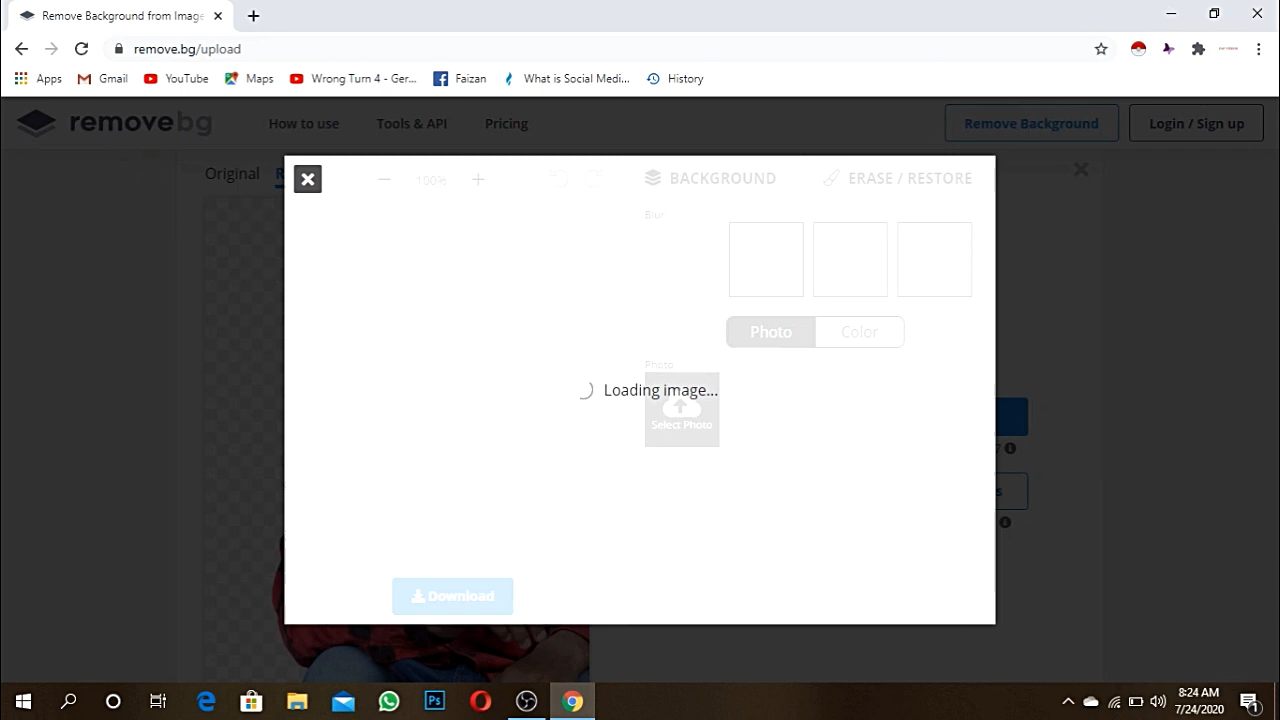 Remove Background from Image
remove.bg/upload
Apps
Gmail
YouTube
Maps
Wrong Turn 4 - Ger...
Faizan
What is Social Medi...
History
removebg
How to use
Tools & API
Pricing
Remove Background
Login / Sign up
Original
100%
BACKGROUND
ERASE / RESTORE
Blur
Photo
Color
Photo
Loading image...
Select Photo
Download
8:24 AM
7/24/2020